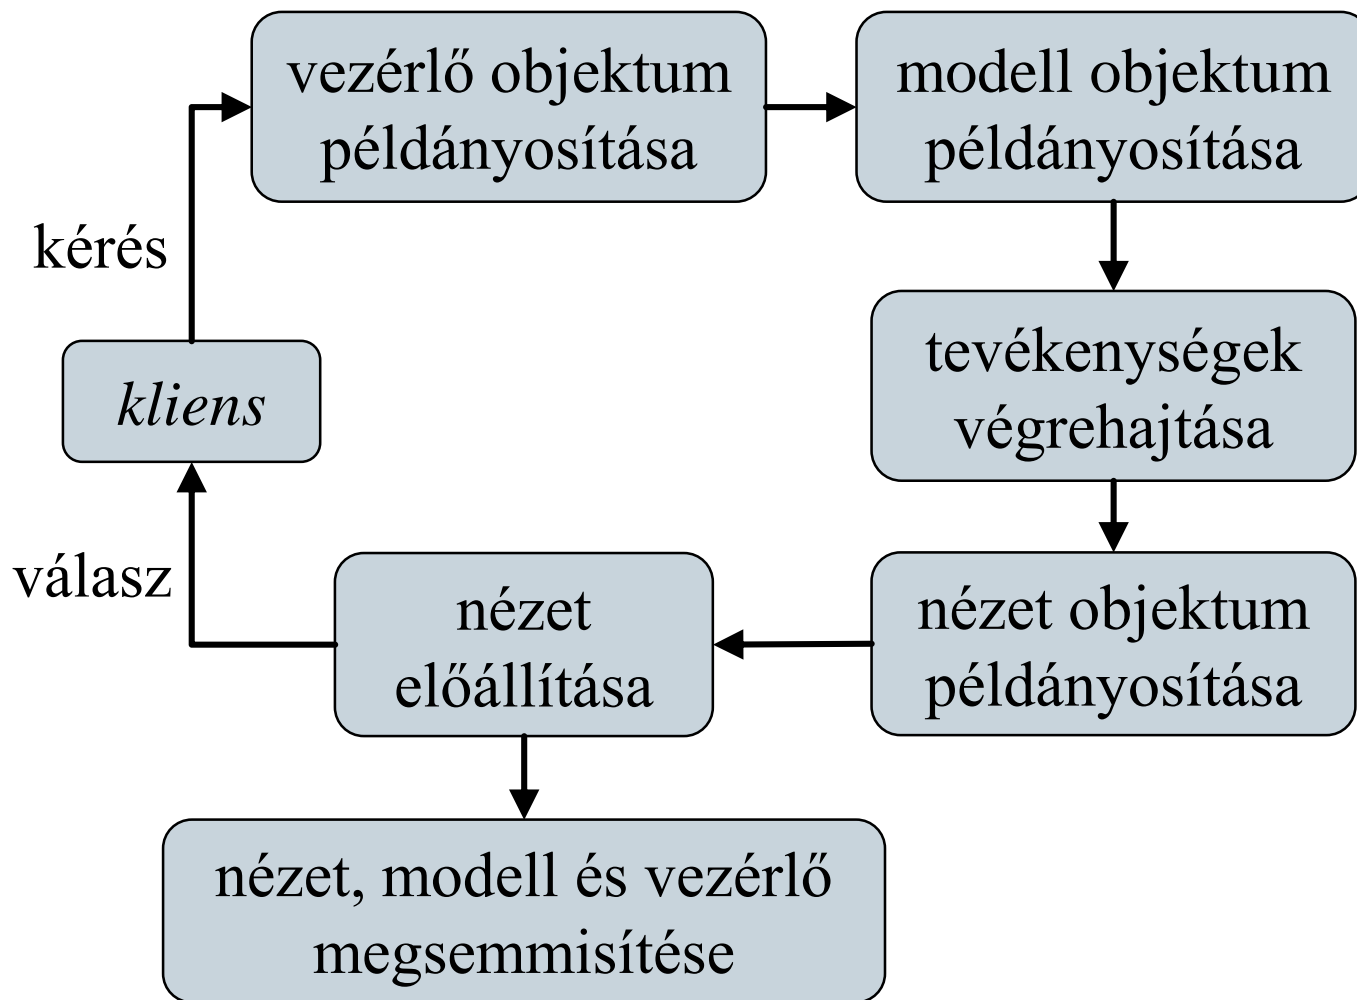 vezérlő objektum
példányosítása
modell objektum
példányosítása
kérés
tevékenységek
végrehajtása
kliens
válasz
nézet
előállítása
nézet objektum
példányosítása
nézet, modell és vezérlő
megsemmisítése